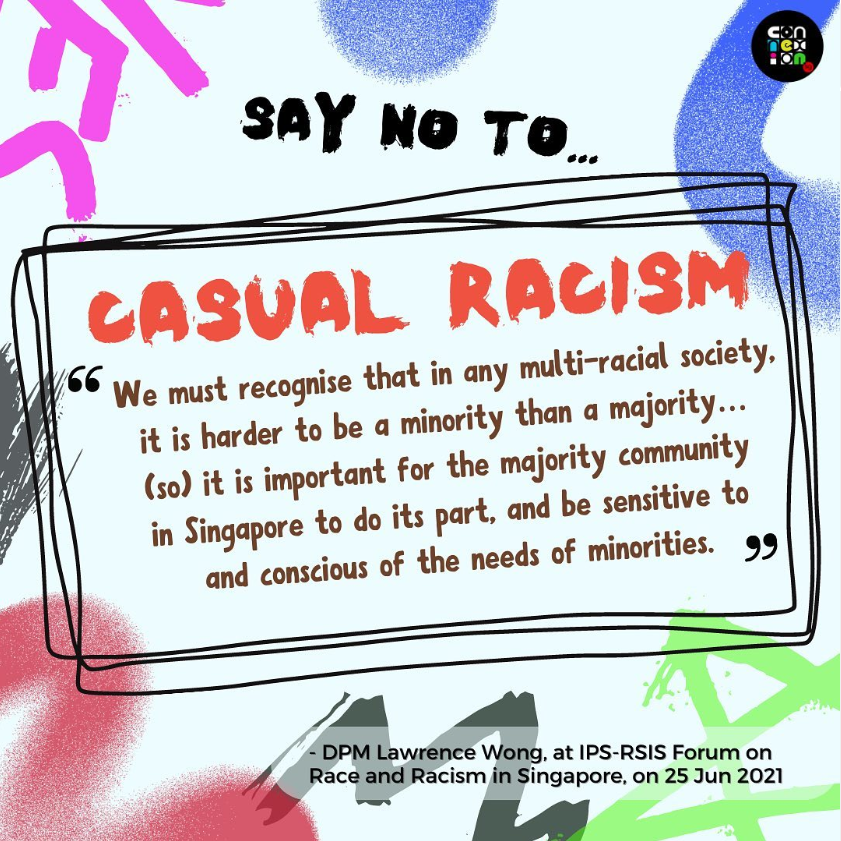 con
nex
ion
SAY NO TO...
CASUAL RACISM
“ We must recognise that in any multi-racial society,
it is harder to be a minority than a majority...
(so) it is important for the majority community
in Singapore to do its part, and be sensitive to
and conscious of the needs of minorities. ”
- DPM Lawrence Wong, at IPS-RSIS Forum on
Race and Racism in Singapore, on 25 Jun 2021